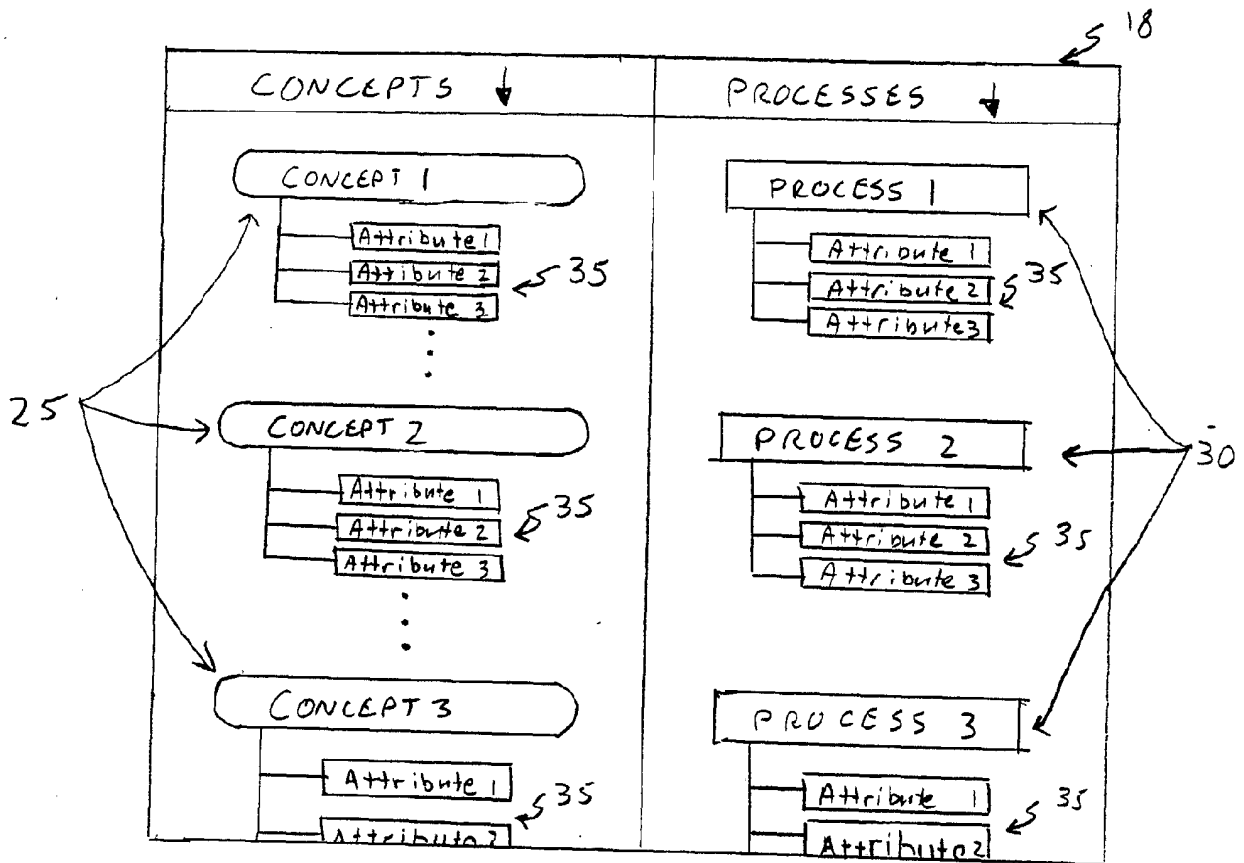 18
CONCEPTS PROCESSES
CONCEPT 1
Attribute 1
Attribute 2
Attribute 3
35
PROCESS 1
Attribute 1
Attribute 2
Attribute 3
35
25
CONCEPT 2
Attribute 1
Attribute 2
Attribute 3
35
PROCESS 2
Attribute 1
Attribute 2
Attribute 3
35
30
CONCEPT 3
Attribute 1
Attribute 2
35
PROCESS 3
Attribute 1
Attribute 2
35